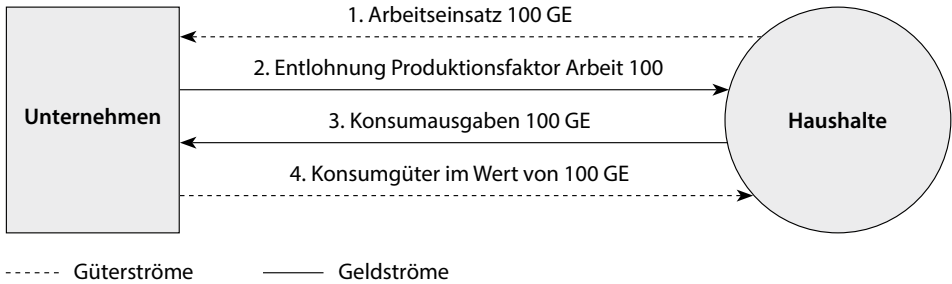 1. Arbeitseinsatz 100 GE
2. Entlohnung Produktionsfaktor Arbeit 100
Unternehmen
3. Konsumausgaben 100 GE
Haushalte
4. Konsumgüter im Wert von 100 GE
Güterströme
Geldströme